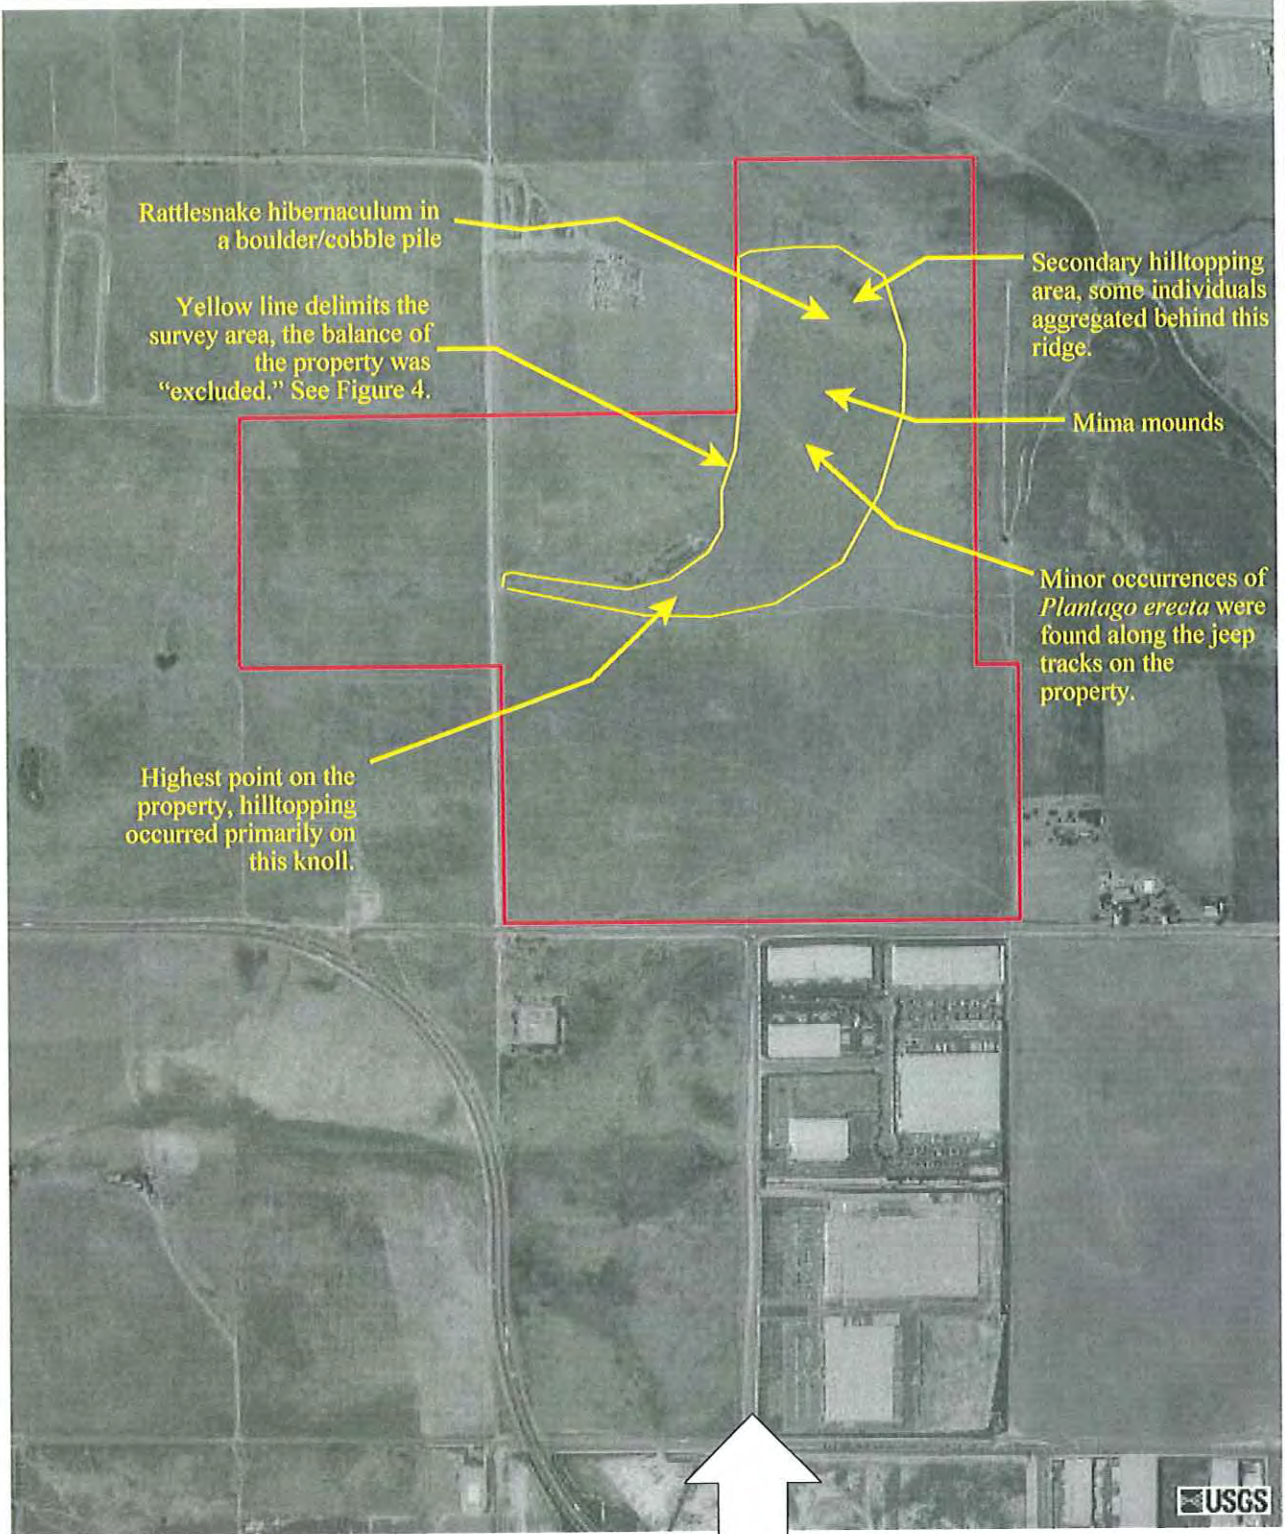 Rattlesnake hibernaculum in
a boulder/cobble pile
Yellow line delimits the
survey area, the balance of
the property was
“excluded.” See Figure 4.
Secondary hilltopping
area, some individuals
aggregated behind this
ridge.
Mima mounds
Minor occurrences of
Plantago erecta were
found along the jeep
tracks on the
property.
Highest point on the
property, hilltopping
occurred primarily on
this knoll.
USGS